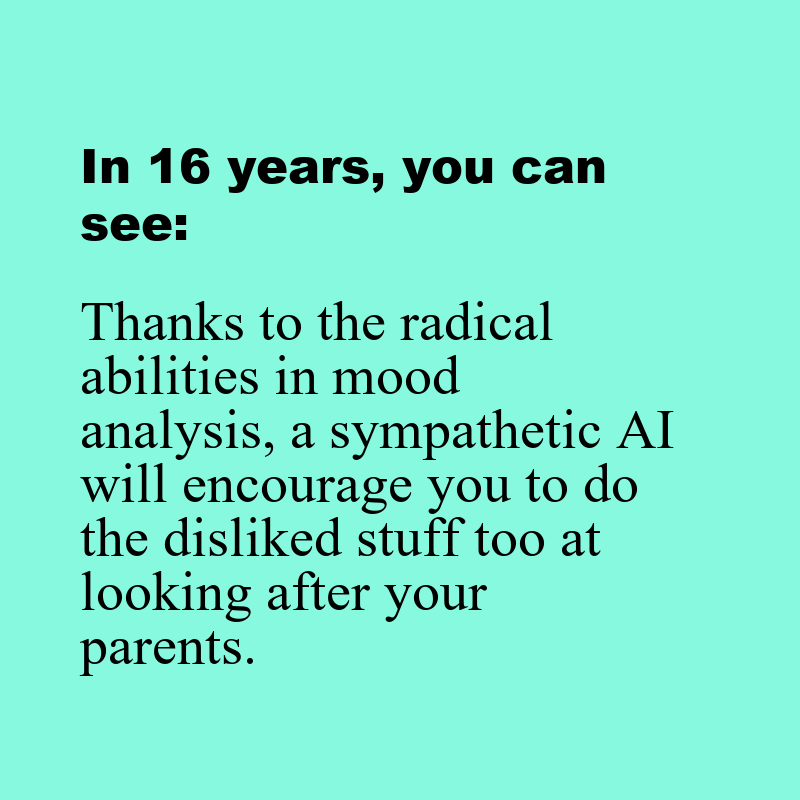 In 16 years, you can
see:
Thanks to the radical
abilities in mood
analysis, a sympathetic AI
will encourage you to do
the disliked stuff too at
looking after your
parents.